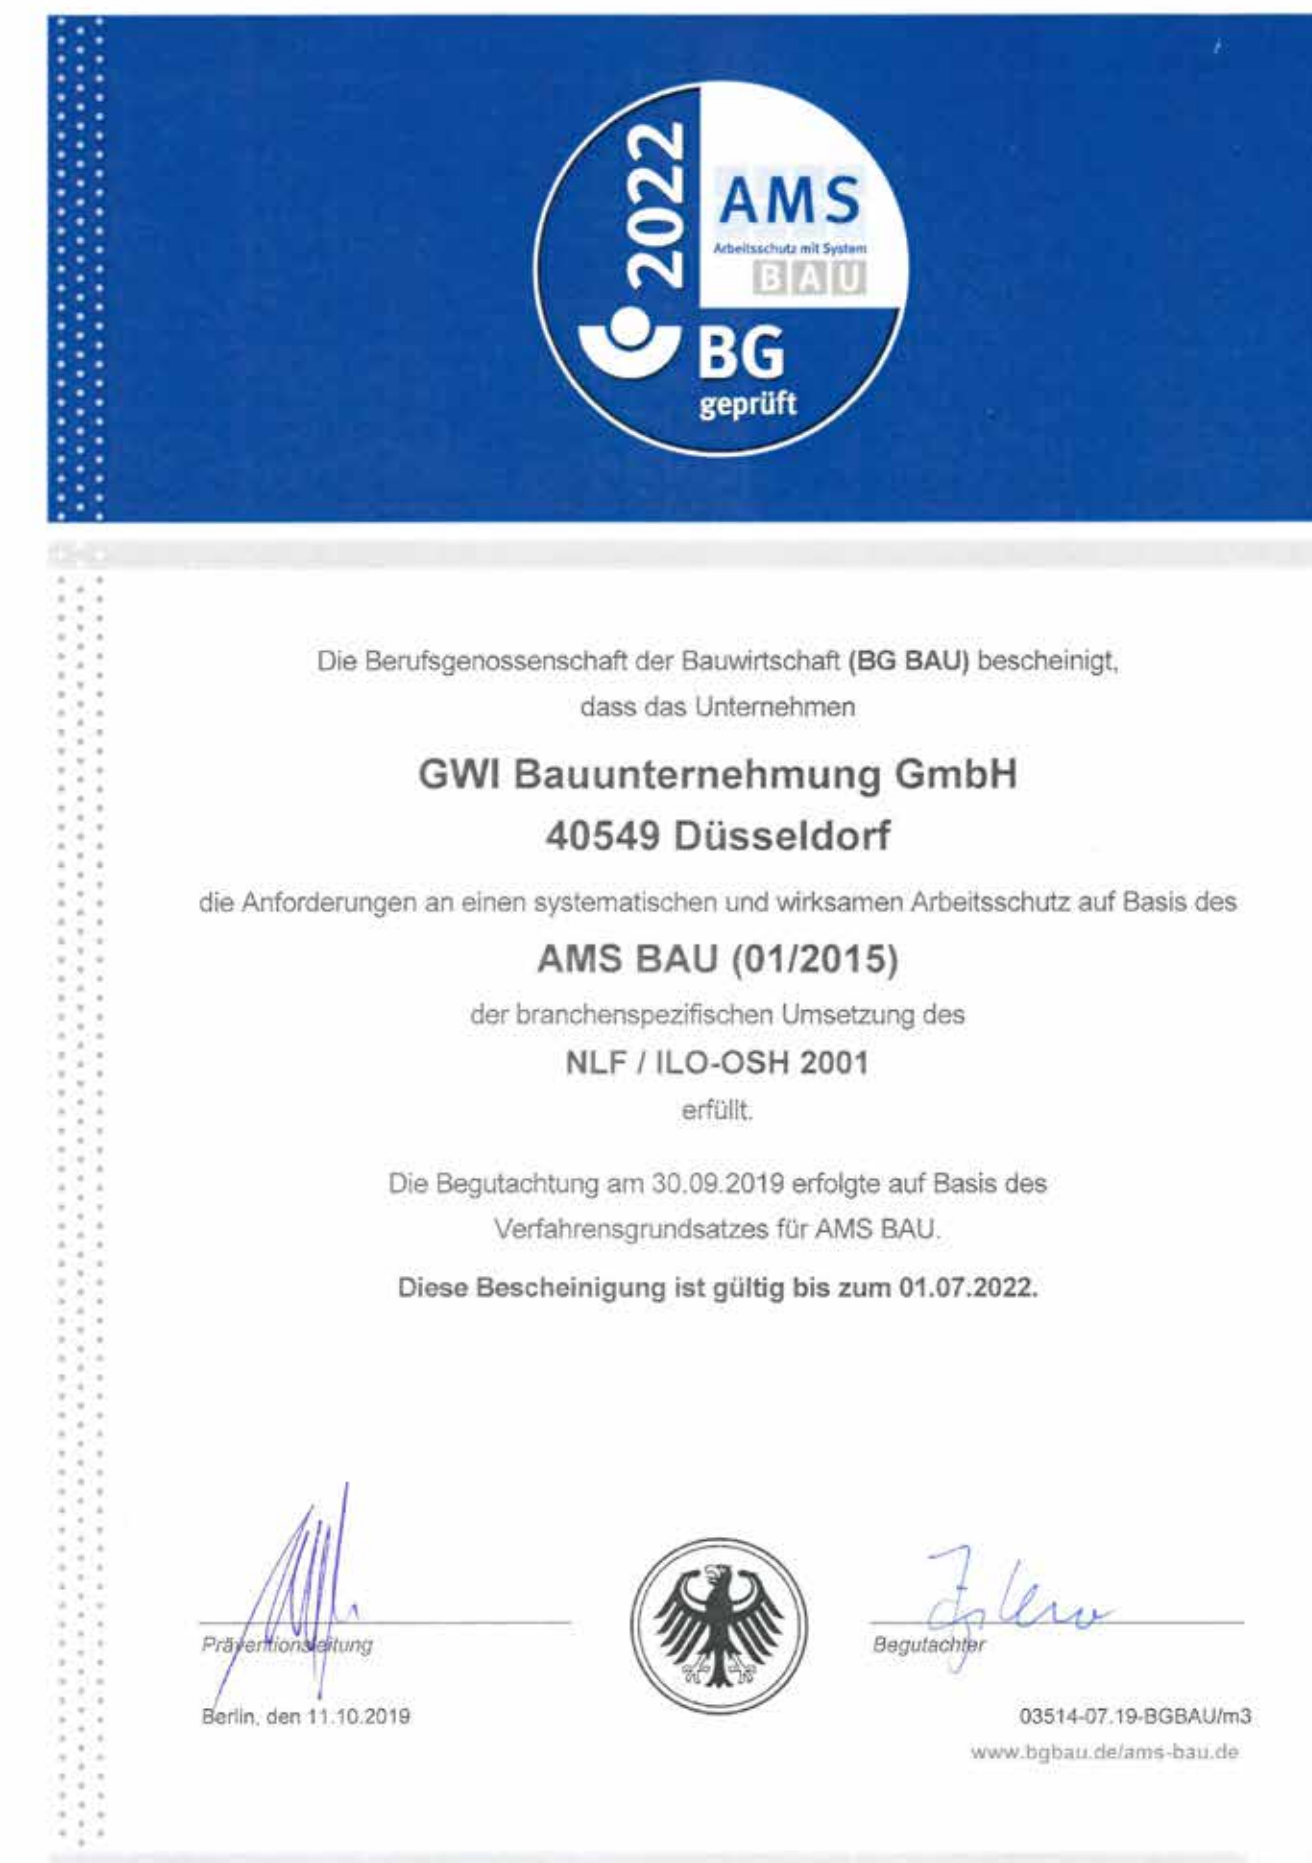 2022
AMS
Arbeitsschutz mit System
BAU
BG
geprüft
Die Berufsgenossenschaft der Bauwirtschaft (BG BAU) bescheinigt,
dass das Unternehmen
GWI Bauunternehmung GmbH
40549 Düsseldorf
die Anforderungen an einen systematischen und wirksamen Arbeitsschutz auf Basis des
AMS BAU (01/2015)
der branchenspezifischen Umsetzung des
NLF / ILO-OSH 2001
erfüllt.
Die Begutachtung am 30.09.2019 erfolgte auf Basis des
Verfahrensgrundsatzes für AMS BAU.
Diese Bescheinigung ist gültig bis zum 01.07.2022.
Präventionsleitung
Begutachter
Berlin, den 11.10.2019
03514-07.19-BGBAU/m3
www.bgbau.de/ams-bau.de